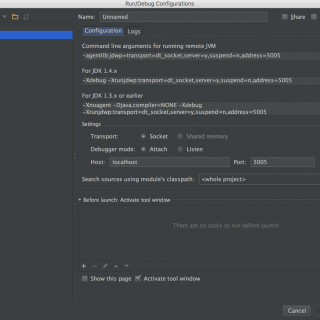 Run/Debug Configurations
Name: Unnamed
Share
Configuration Logs
Command line arguments for running remote JVM
-agentlib:jdwp=transport=dt_socket,server=y,suspend=n,address=5005
For JDK 1.4.x
-Xdebug -Xrunjdwp:transport=dt_socket,server=y,suspend=n,address=5005
For JDK 1.3.x or earlier
-Xnoagent -Djava.compiler=NONE -Xdebug
-Xrunjdwp:transport=dt_socket,server=y,suspend=n,address=5005
Settings
Transport: Socket Shared memory
Debugger mode: Attach Listen
Host: localhost Port: 5005
Search sources using module's classpath: <whole project>
Before launch: Activate tool window
There are no tasks to run before launch
Show this page Activate tool window
Cancel